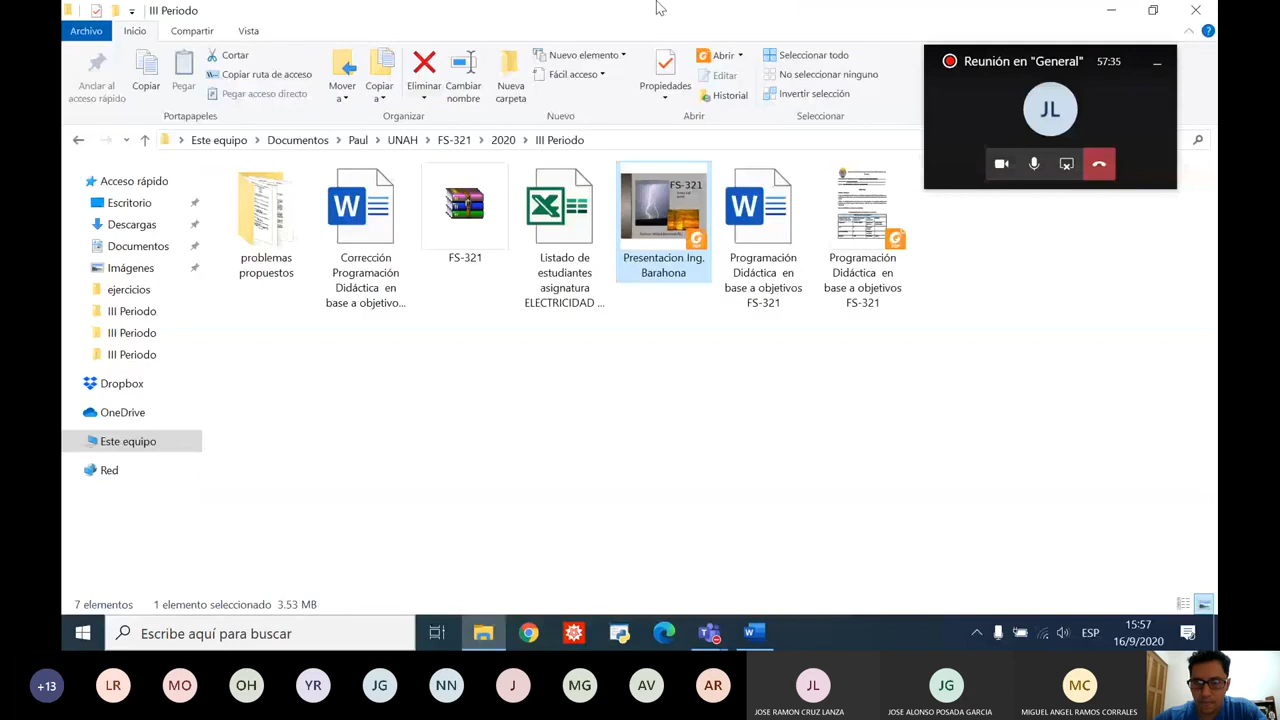 III Periodo
Archivo Inicio Compartir Vista
Anclar al acceso rápido
Copiar
Pegar
Cortar
Copiar ruta de acceso
Pegar acceso directo
Portapapeles
Mover a
Copiar a
Eliminar
Cambiar nombre
Organizar
Nueva carpeta
Nuevo elemento
Fácil acceso
Nuevo
Propiedades
Abrir
Editar
Historial
Abrir
Seleccionar todo
No seleccionar ninguno
Invertir selección
Seleccionar
Reunión en "General" 57:35
JL
Este equipo Documentos Paul UNAH FS-321 2020 III Periodo
Acceso rápido
Escritorio
Descargas
Documentos
Imágenes
ejercicios
III Periodo
III Periodo
III Periodo
Dropbox
OneDrive
Este equipo
Red
problemas
propuestos
Corrección
Programación
Didáctica en
base a objetivo...
FS-321
Listado de
estudiantes
asignatura
ELECTRICIDAD ...
FS-321
Presentacion Ing.
Barahona
Programación
Didáctica en
base a objetivos
FS-321
Programación
Didáctica en
base a objetivos
FS-321
7 elementos 1 elemento seleccionado 3.53 MB
Escribe aquí para buscar
ESP
15:57
16/9/2020
+13 LR MO OH YR JG NN J MG AV AR JL JG MC
JOSE RAMON CRUZ LANZA JOSE ALONSO POSADA GARCIA MIGUEL ANGEL RAMOS CORRALES